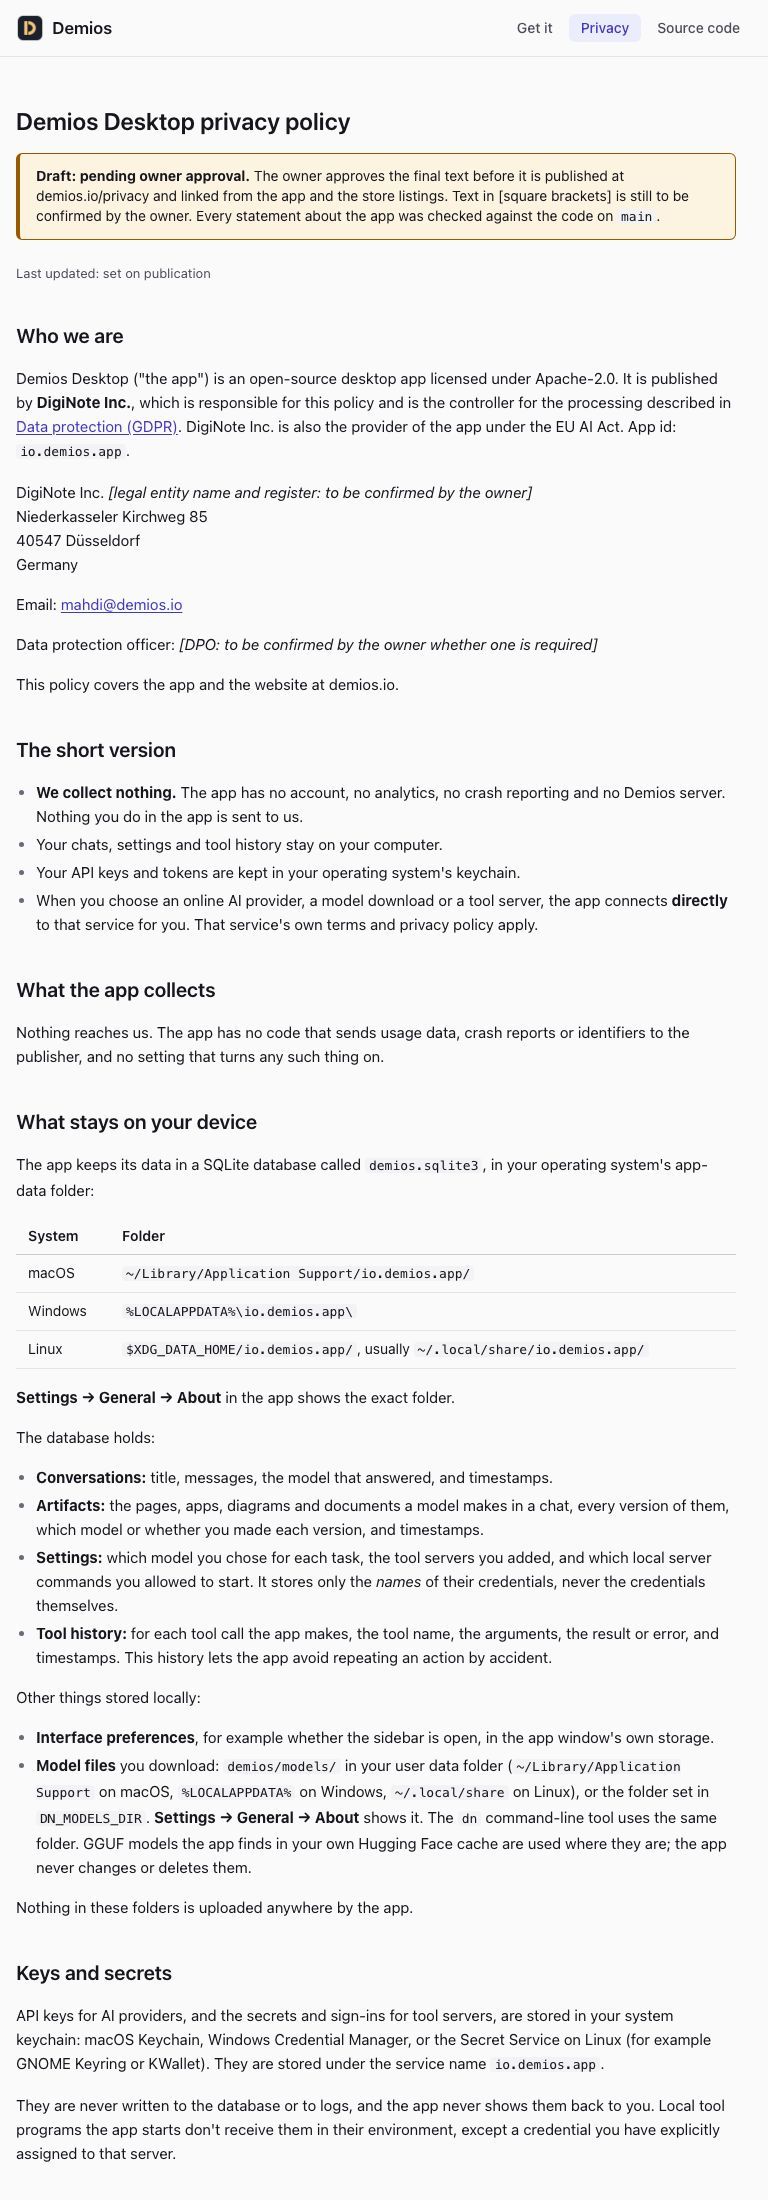 Demios
Get it
Privacy
Source code
Demios Desktop privacy policy
Draft: pending owner approval. The owner approves the final text before it is published at
demios.io/privacy and linked from the app and the store listings. Text in [square brackets] is still to be
confirmed by the owner. Every statement about the app was checked against the code on main.
Last updated: set on publication
Who we are
Demios Desktop ("the app") is an open-source desktop app licensed under Apache-2.0. It is published
by DigiNote Inc., which is responsible for this policy and is the controller for the processing described in
Data protection (GDPR). DigiNote Inc. is also the provider of the app under the EU AI Act. App id:
io.demios.app.
DigiNote Inc. [legal entity name and register: to be confirmed by the owner]
Niederkasseler Kirchweg 85
40547 Düsseldorf
Germany
Email: mahdi@demios.io
Data protection officer: [DPO: to be confirmed by the owner whether one is required]
This policy covers the app and the website at demios.io.
The short version
• We collect nothing. The app has no account, no analytics, no crash reporting and no Demios server.
Nothing you do in the app is sent to us.
• Your chats, settings and tool history stay on your computer.
• Your API keys and tokens are kept in your operating system's keychain.
• When you choose an online AI provider, a model download or a tool server, the app connects directly
to that service for you. That service's own terms and privacy policy apply.
What the app collects
Nothing reaches us. The app has no code that sends usage data, crash reports or identifiers to the
publisher, and no setting that turns any such thing on.
What stays on your device
The app keeps its data in a SQLite database called demios.sqlite3, in your operating system's app-
data folder:
System Folder
macOS ~/Library/Application Support/io.demios.app/
Windows %LOCALAPPDATA%\io.demios.app\
Linux $XDG_DATA_HOME/io.demios.app/, usually ~/.local/share/io.demios.app/
Settings → General → About in the app shows the exact folder.
The database holds:
• Conversations: title, messages, the model that answered, and timestamps.
• Artifacts: the pages, apps, diagrams and documents a model makes in a chat, every version of them,
which model or whether you made each version, and timestamps.
• Settings: which model you chose for each task, the tool servers you added, and which local server
commands you allowed to start. It stores only the names of their credentials, never the credentials
themselves.
• Tool history: for each tool call the app makes, the tool name, the arguments, the result or error, and
timestamps. This history lets the app avoid repeating an action by accident.
Other things stored locally:
• Interface preferences, for example whether the sidebar is open, in the app window's own storage.
• Model files you download: demios/models/ in your user data folder (~/Library/Application
Support on macOS, %LOCALAPPDATA% on Windows, ~/.local/share on Linux), or the folder set in
DN_MODELS_DIR. Settings → General → About shows it. The dn command-line tool uses the same
folder. GGUF models the app finds in your own Hugging Face cache are used where they are; the app
never changes or deletes them.
Nothing in these folders is uploaded anywhere by the app.
Keys and secrets
API keys for AI providers, and the secrets and sign-ins for tool servers, are stored in your system
keychain: macOS Keychain, Windows Credential Manager, or the Secret Service on Linux (for example
GNOME Keyring or KWallet). They are stored under the service name io.demios.app.
They are never written to the database or to logs, and the app never shows them back to you. Local tool
programs the app starts don't receive them in their environment, except a credential you have explicitly
assigned to that server.